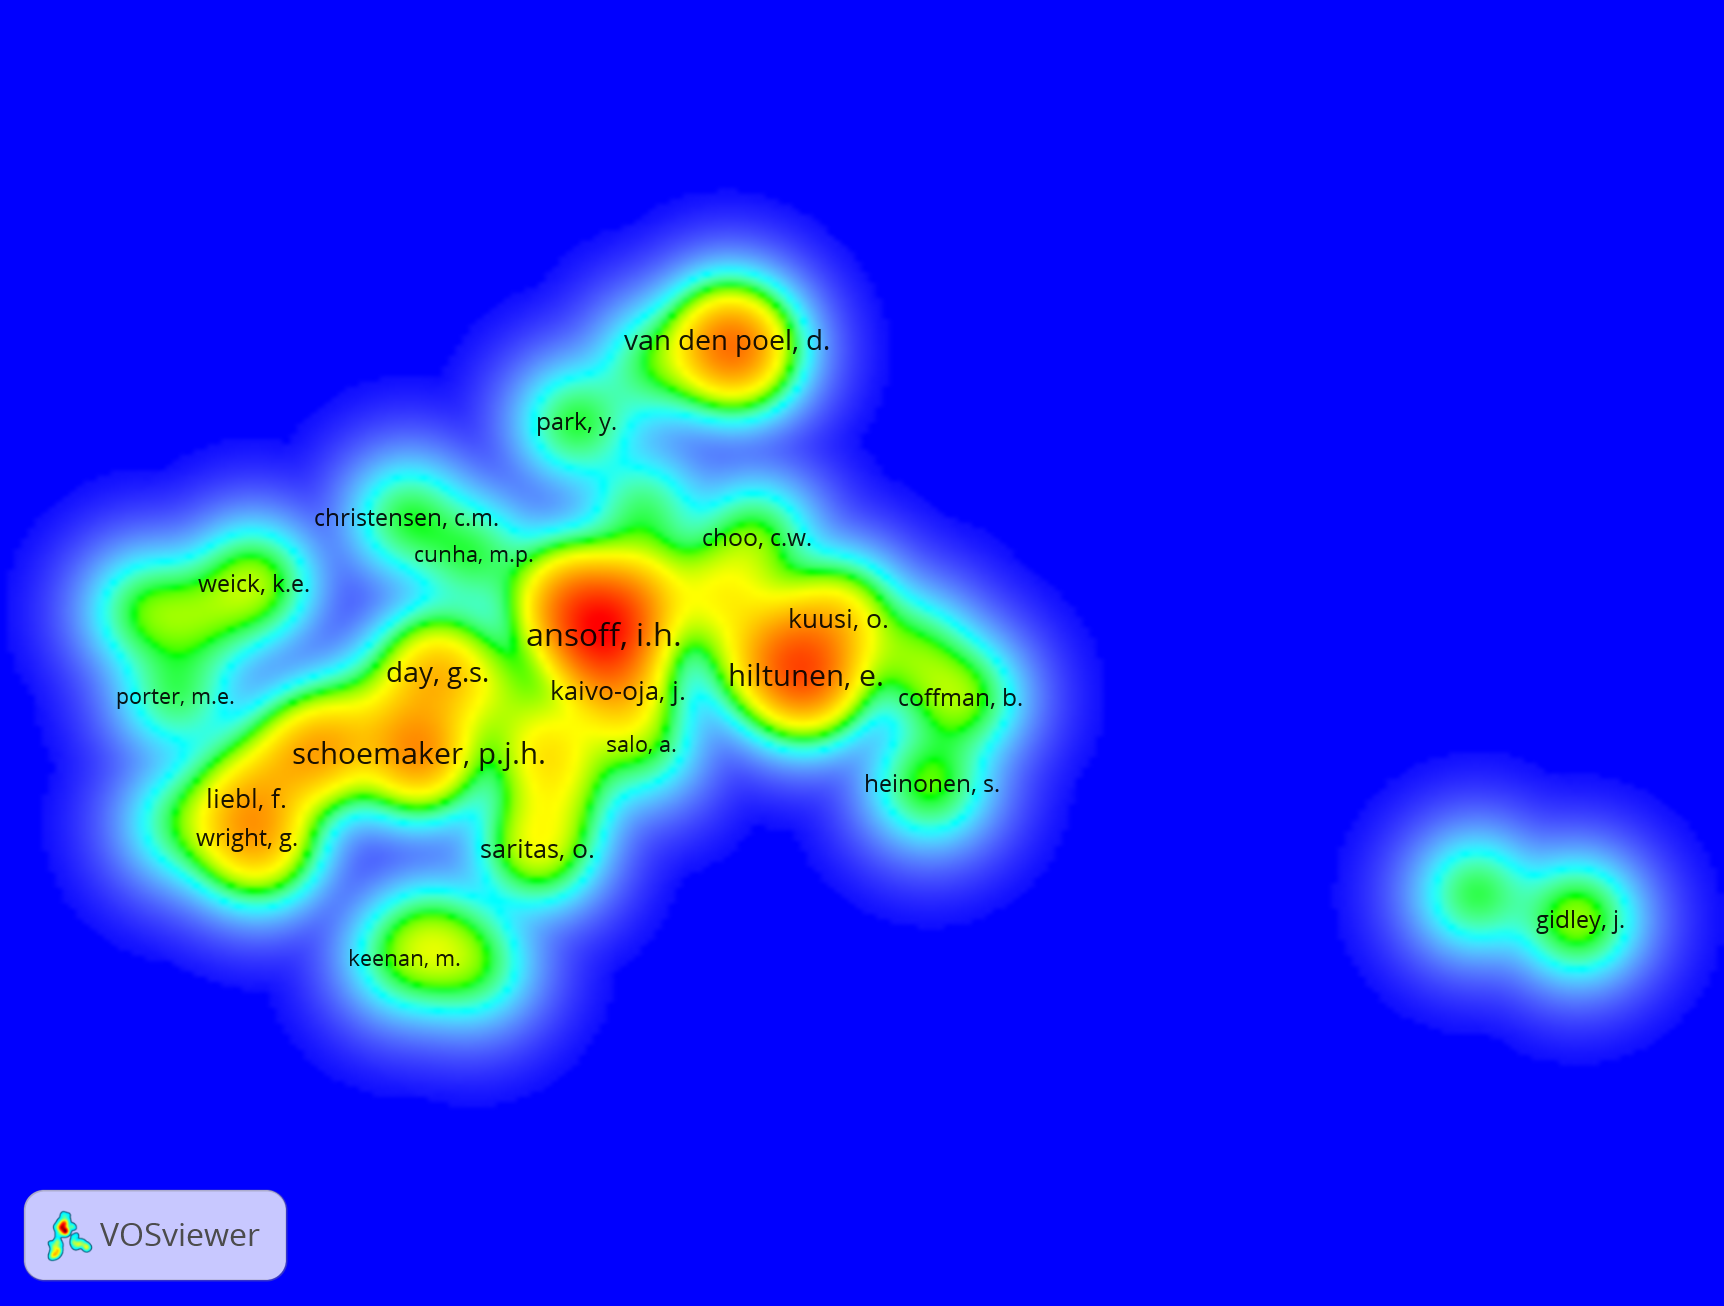 van den poel, d.
park, y.
christensen, c.m.
choo, c.w.
cunha, m.p.
weick, k.e.
kuusi, o.
ansoff, i.h.
day, g.s.
hiltunen, e.
kaivo-oja, j.
porter, m.e.
coffman, b.
salo, a.
schoemaker, p.j.h.
heinonen, s.
liebl, f.
wright, g.
saritas, o.
gidley, j.
keenan, m.
VOSviewer